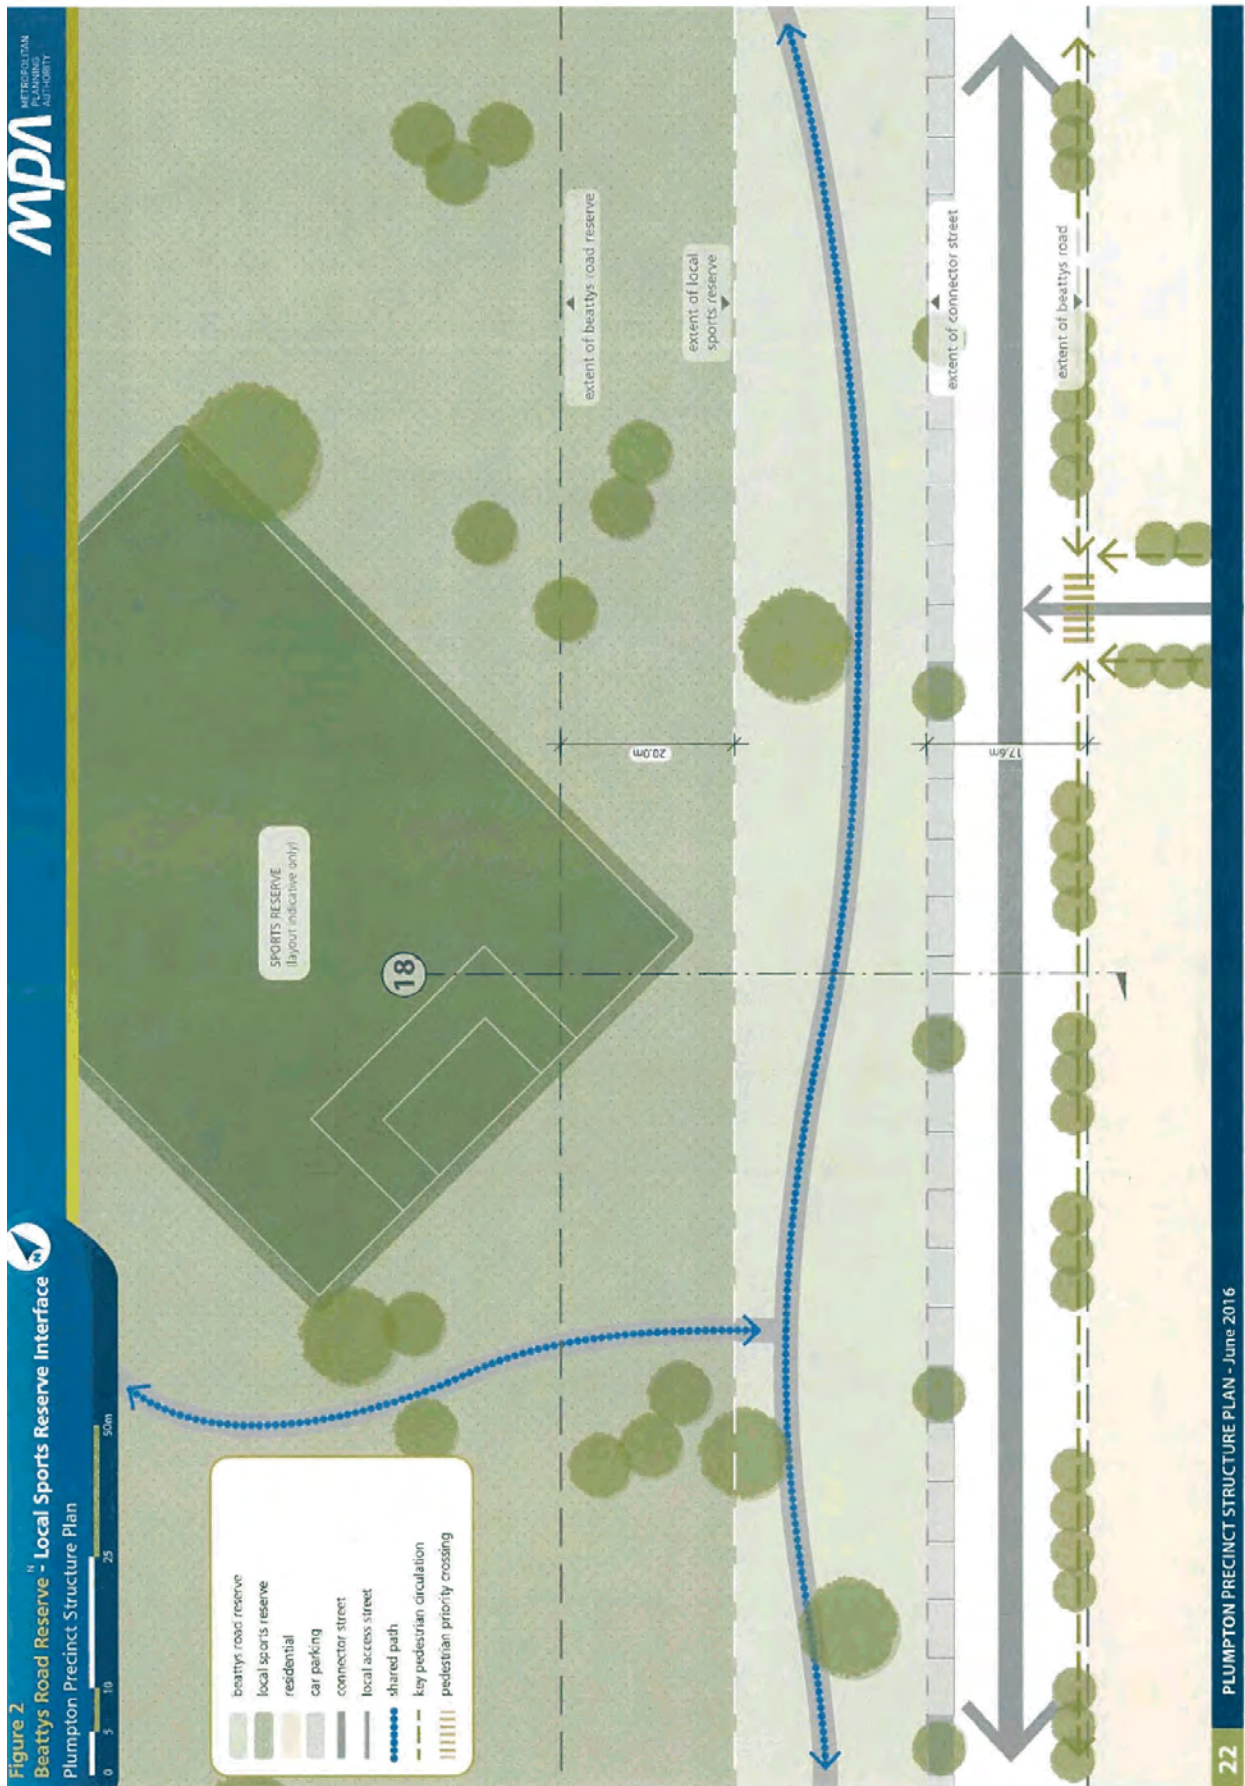 Figure 2
Beattys Road Reserve - Local Sports Reserve Interface
N
N
Plumpton Precinct Structure Plan
0 5 10 25 50m
mpa
METROPOLITAN
PLANNING
AUTHORITY
beattys road reserve
local sports reserve
residential
car parking
connector street
local access street
shared path
key pedestrian circulation
pedestrian priority crossing
SPORTS RESERVE
(layout indicative only)
18
extent of beattys road reserve
20.0m
extent of local
sports reserve
extent of connector street
17.6m
extent of beattys road
22 PLUMPTON PRECINCT STRUCTURE PLAN - June 2016